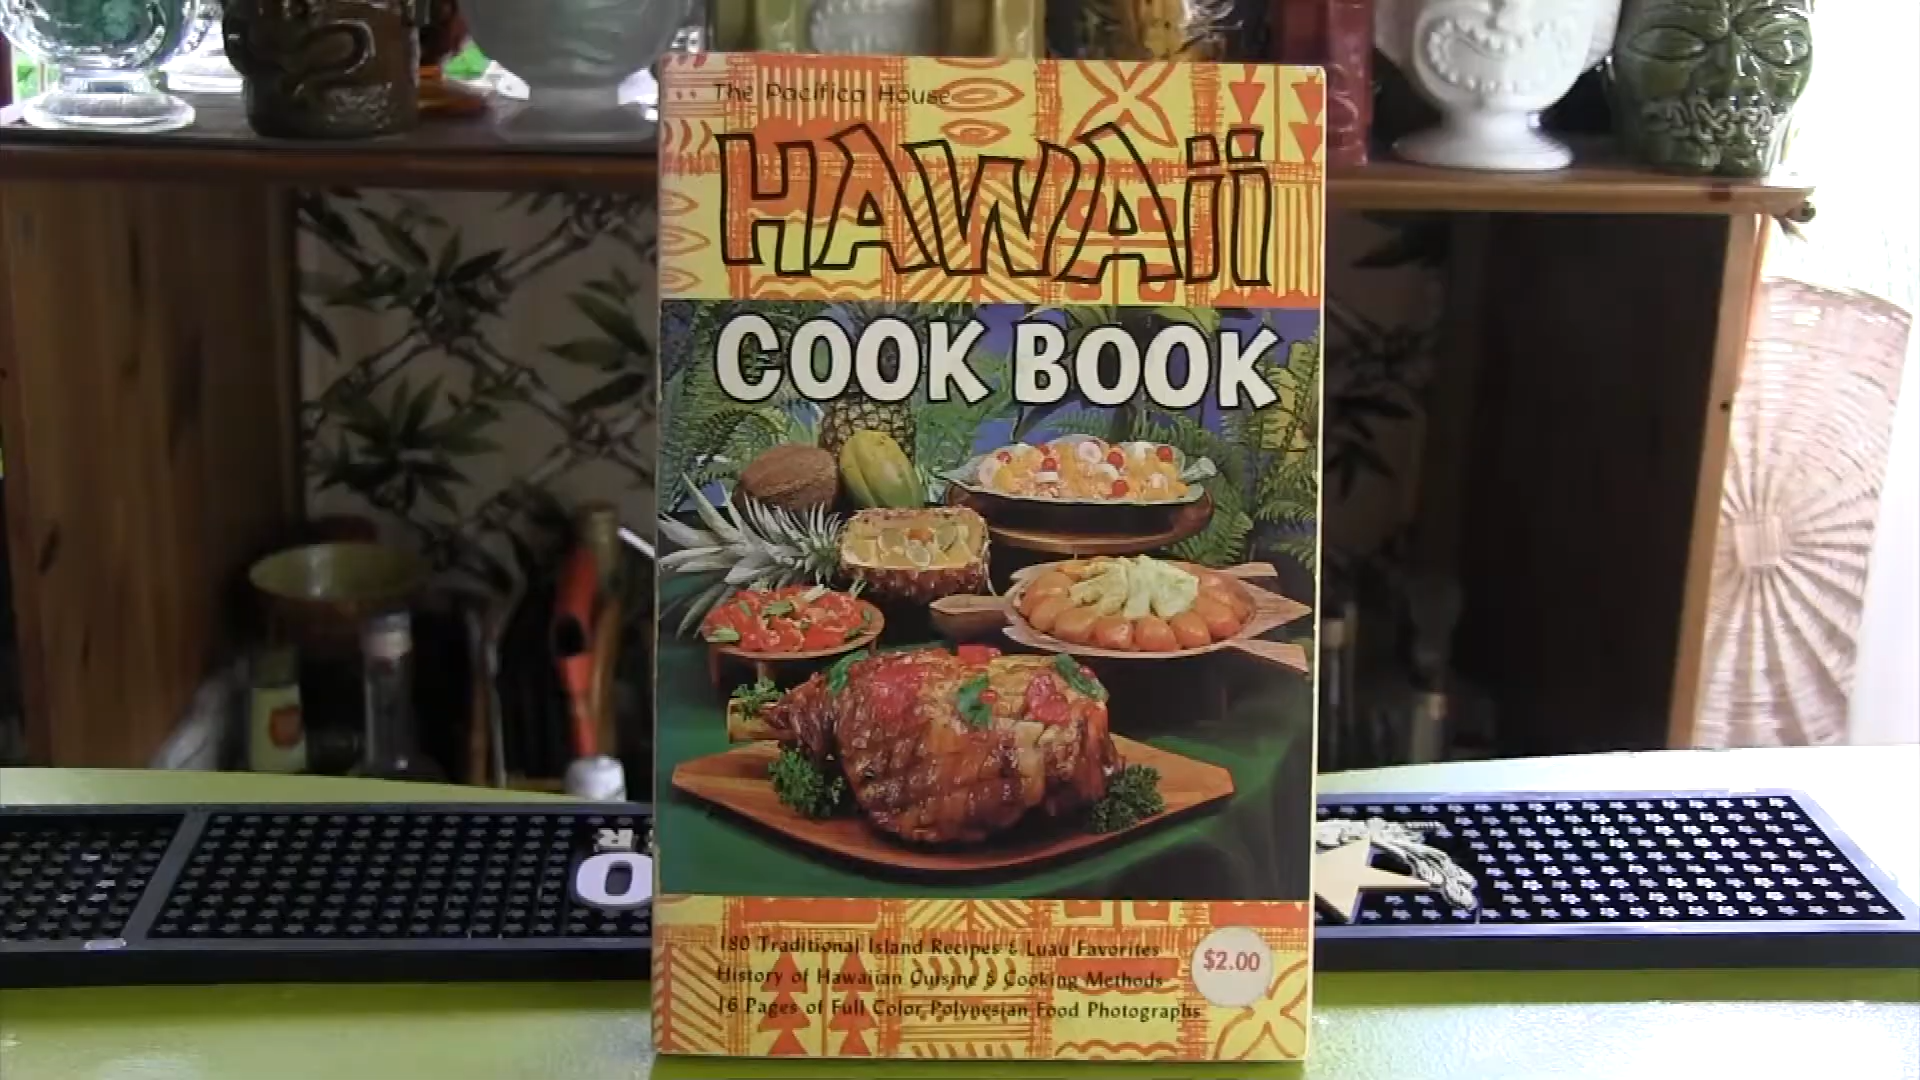 The Pacifica House
HAWAii
COOK BOOK
180 Traditional Island Recipes & Luau Favorites
History of Hawaiian Cuisine & Cooking Methods
16 Pages of Full Color Polynesian Food Photographs
$2.00
R
O